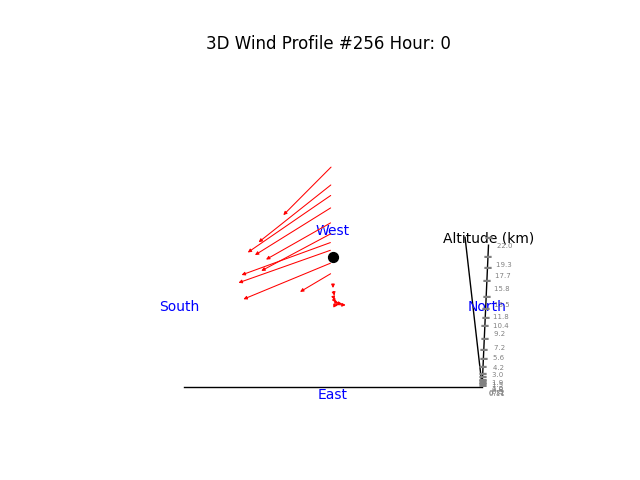 3D Wind Profile #256 Hour: 0
West
Altitude (km)
22.0
19.3
17.7
15.8
South
North
11.8
10.4
9.2
7.2
5.6
4.2
3.0
East